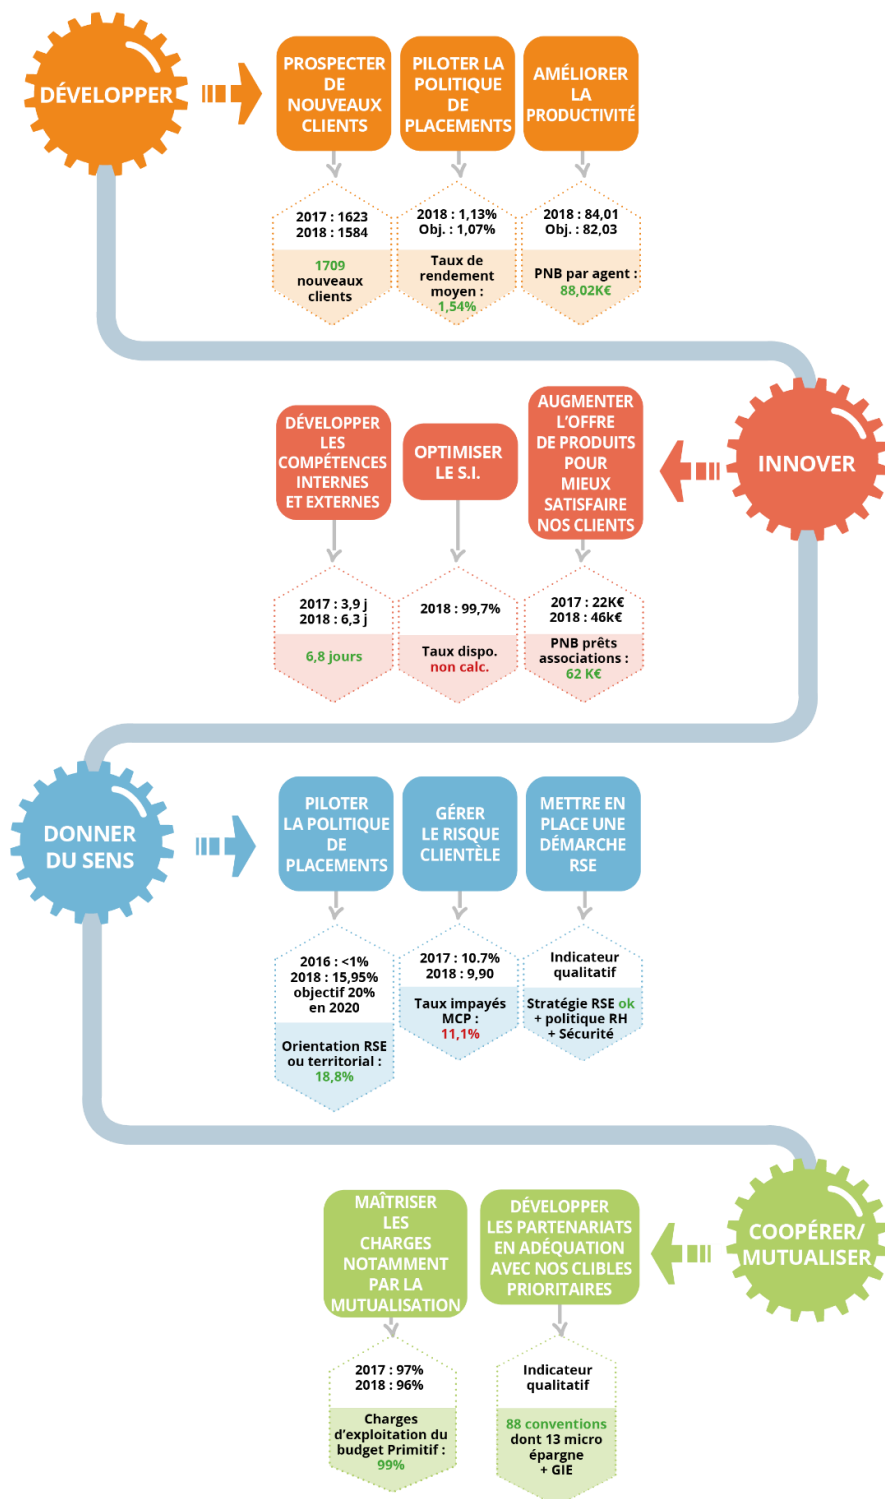 DÉVELOPPER
PROSPECTER
DE
NOUVEAUX
CLIENTS
2017 : 1623
2018 : 1584
1709
nouveaux
clients
PILOTER LA
POLITIQUE
DE
PLACEMENTS
2018 : 1,13%
Obj. : 1,07%
Taux de
rendement
moyen :
1,54%
AMÉLIORER
LA
PRODUCTIVITÉ
2018 : 84,01
Obj. : 82,03
PNB par agent :
88,02K€
INNOVER
DÉVELOPPER
LES
COMPÉTENCES
INTERNES
ET EXTERNES
2017 : 3,9 j
2018 : 6,3 j
6,8 jours
OPTIMISER
LE S.I.
2018 : 99,7%
Taux dispo.
non calc.
AUGMENTER
L'OFFRE
DE PRODUITS
POUR
MIEUX
SATISFAIRE
NOS CLIENTS
2017 : 22K€
2018 : 46k€
PNB prêts
associations :
62 K€
DONNER
DU SENS
PILOTER
LA POLITIQUE
DE
PLACEMENTS
2016 : <1%
2018 : 15,95%
objectif 20%
en 2020
Orientation RSE
ou territorial :
18,8%
GÉRER
LE RISQUE
CLIENTÈLE
2017 : 10.7%
2018 : 9,90
Taux impayés
MCP :
11,1%
METTRE EN
PLACE UNE
DÉMARCHE
RSE
Indicateur
qualitatif
Stratégie RSE ok
+ politique RH
+ Sécurité
COOPÉRER/
MUTUALISER
MAÎTRISER
LES
CHARGES
NOTAMMENT
PAR LA
MUTUALISATION
2017 : 97%
2018 : 96%
Charges
d'exploitation du
budget Primitif :
99%
DÉVELOPPER
LES PARTENARIATS
EN ADÉQUATION
AVEC NOS CLIBLES
PRIORITAIRES
Indicateur
qualitatif
88 conventions
dont 13 micro
épargne
+ GIE